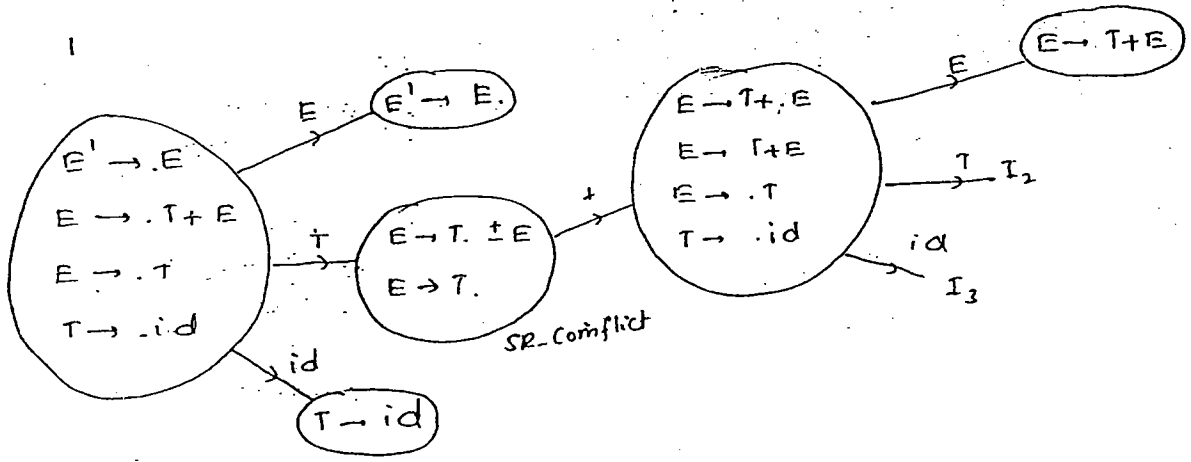 1
E' → .E
E → .T+E
E → .T
T → .id
E
E' → E.
T
E → T. + E
E → T.
SR-Conflict
id
T → id
+
E → T+.E
E → T+E
E → .T
T → .id
E
E → .T+E
T
I2
id
I3